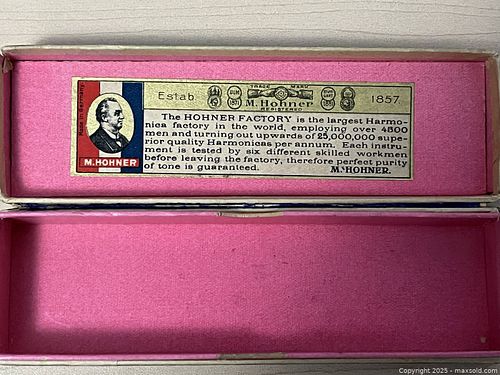 Estab. 1857
TRADE MARK
M. Hohner
REGISTERED
The HOHNER FACTORY is the largest Harmo-
nica factory in the world, employing over 4800
men and turning out upwards of 25,000,000 supe-
rior quality Harmonicas per annum. Each instru-
ment is tested by six different skilled workmen
before leaving the factory, therefore perfect purity
of tone is guaranteed. M. HOHNER.
M. HOHNER
Copyright 2025 - maxsold.com